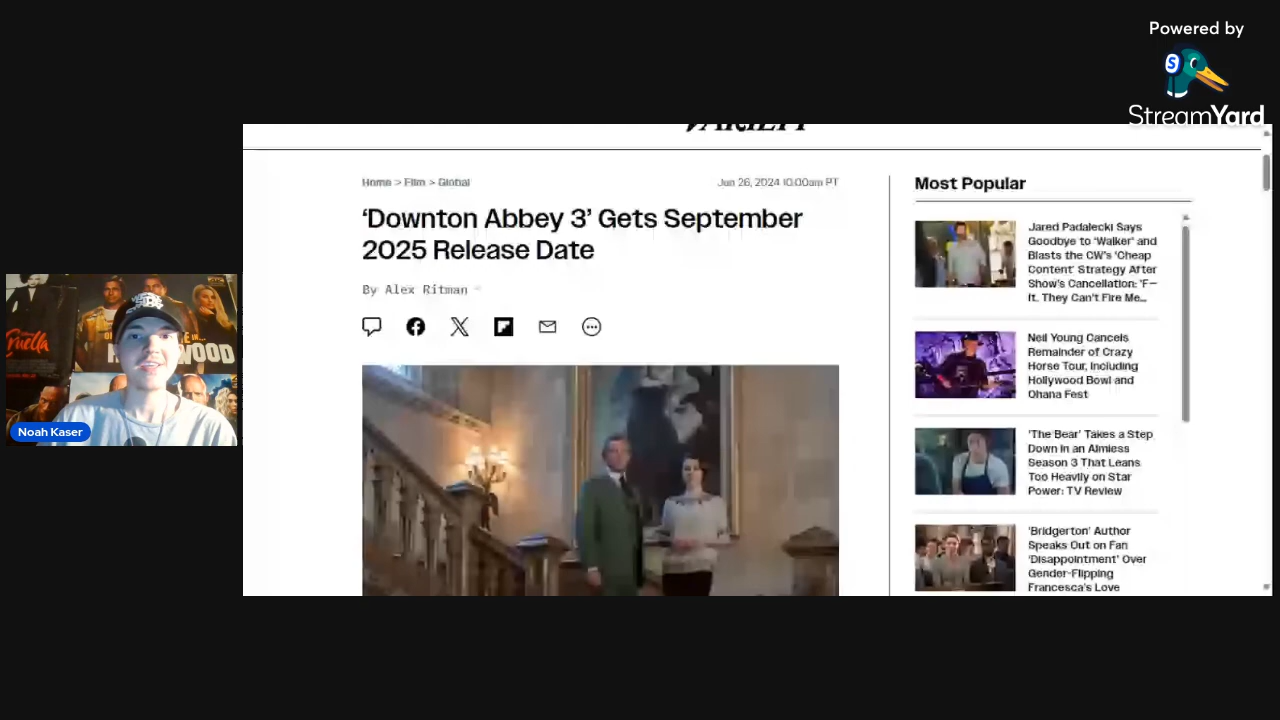 Powered by
StreamYard
VARIETY
Home > Film > Global
Jun 26, 2024 10:00am PT
‘Downton Abbey 3’ Gets September
2025 Release Date
By Alex Ritman
Most Popular
Jared Padalecki Says
Goodbye to ‘Walker’ and
Blasts the CW’s ‘Cheap
Content’ Strategy After
Show’s Cancellation: ‘F—
It. They Can’t Fire Me...
Neil Young Cancels
Remainder of Crazy
Horse Tour, Including
Hollywood Bowl and
Ohana Fest
‘The Bear’ Takes a Step
Down in an Aimless
Season 3 That Leans
Too Heavily on Star
Power: TV Review
‘Bridgerton’ Author
Speaks Out on Fan
‘Disappointment’ Over
Gender-Flipping
Francesca’s Love
Cruella
HOLLYWOOD
Noah Kaser